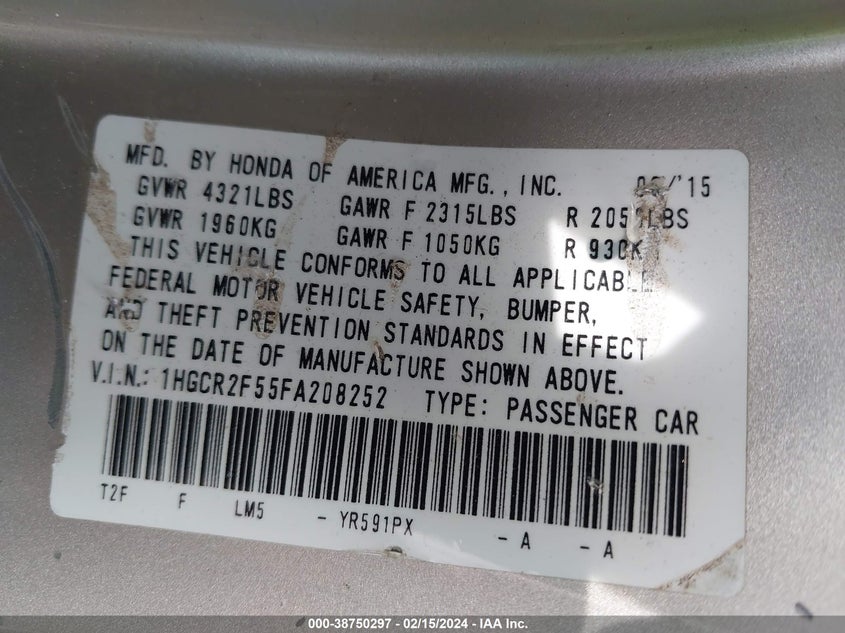 MFD. BY HONDA OF AMERICA MFG., INC. /'15
GVWR 4321LBS GAWR F 2315LBS R
GVWR 1960KG GAWR F 1050KG R
THIS VEHICLE CONFORMS TO ALL APPLICABLE
FEDERAL MOTOR VEHICLE SAFETY, BUMPER,
AND THEFT PREVENTION STANDARDS IN EFFECT
ON THE DATE OF MANUFACTURE SHOWN ABOVE.
V.I.N.: 1HGCR2F55FA208252 TYPE: PASSENGER CAR
T2F F LM5 - YR591PX - A - A
000-38750297 - 02/15/2024 - IAA Inc.